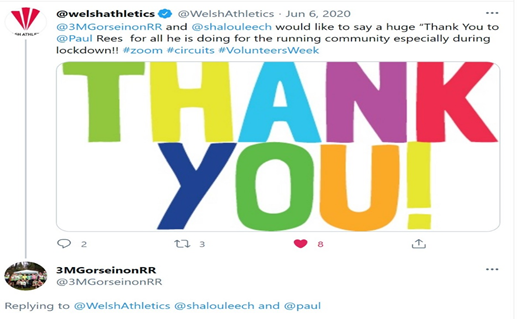 @welshathletics @WelshAthletics · Jun 6, 2020
@3MGorseinonRR and @shalouleech would like to say a huge "Thank You to
@Paul Rees for all he is doing for the running community especially during
lockdown!! #zoom #circuits #VolunteersWeek
THANK
YOU!
2 3 8
3MGorseinonRR
@3MGorseinonRR
Replying to @WelshAthletics @shalouleech and @paul